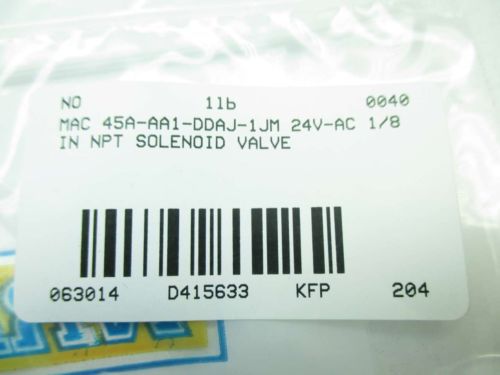 NO 1lb 0040
MAC 45A-AA1-DDAJ-1JM 24V-AC 1/8
IN NPT SOLENOID VALVE
063014 D415633 KFP 204